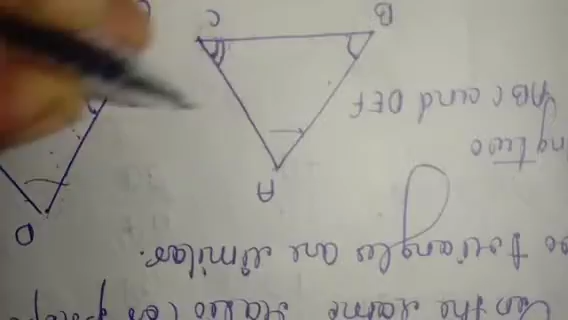 the same ratio (or
triangles are similar.
two
ABC and DEF
A
D
B
C